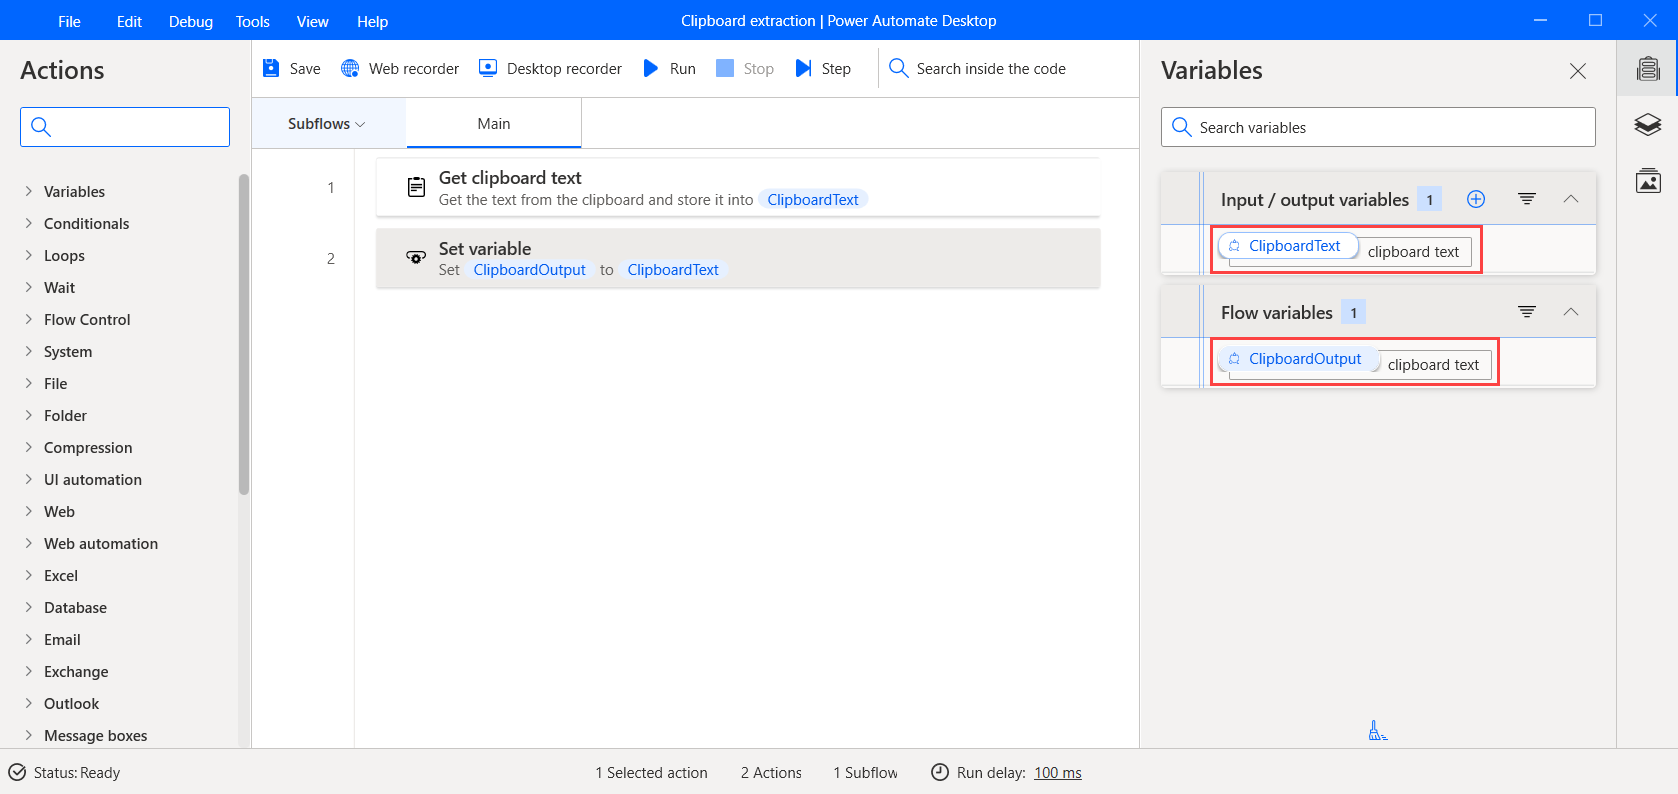 File Edit Debug Tools View Help Clipboard extraction | Power Automate Desktop
Actions
Save Web recorder Desktop recorder Run Stop Step Search inside the code
Subflows Main
Variables
Conditionals
Loops
Wait
Flow Control
System
File
Folder
Compression
UI automation
Web
Web automation
Excel
Database
Email
Exchange
Outlook
Message boxes
1 Get clipboard text
Get the text from the clipboard and store it into ClipboardText
2 Set variable
Set ClipboardOutput to ClipboardText
Variables
Search variables
Input / output variables 1
ClipboardText clipboard text
Flow variables 1
ClipboardOutput clipboard text
Status: Ready 1 Selected action 2 Actions 1 Subflow Run delay: 100 ms